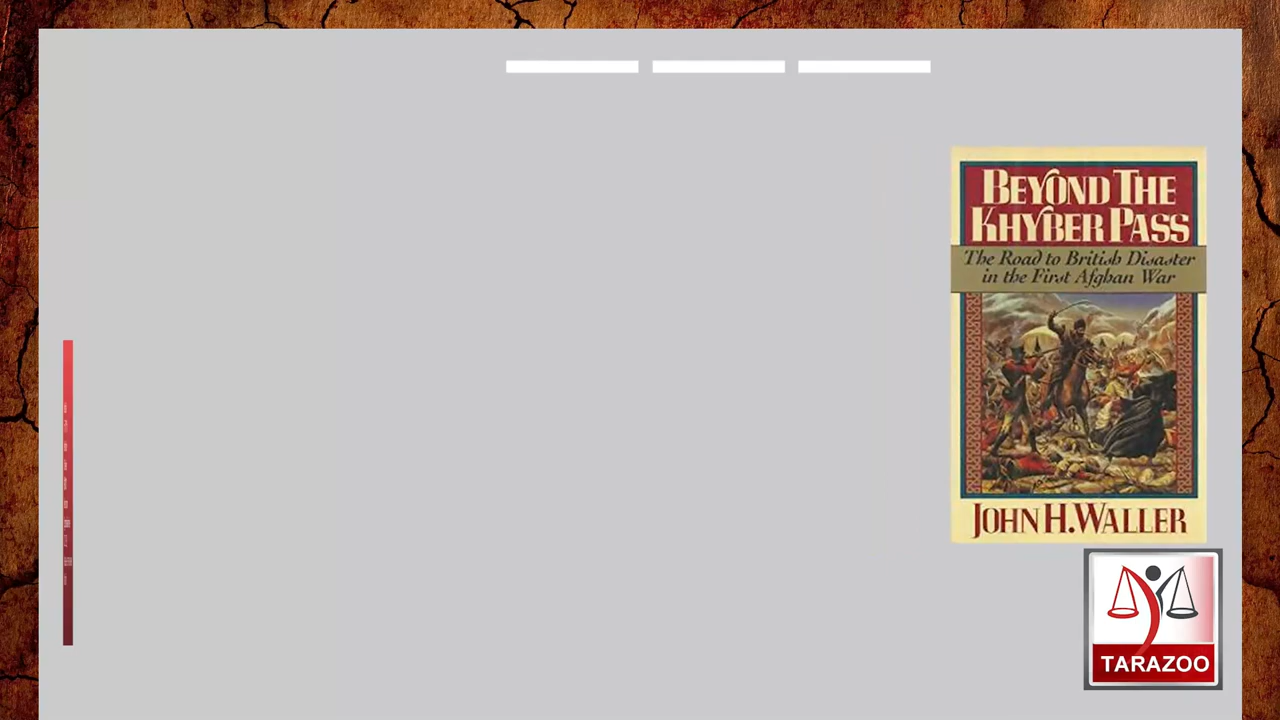 BEYOND THE
KHYBER PASS
The Road to British Disaster
in the First Afghan War
JOHN H. WALLER
TARAZOO